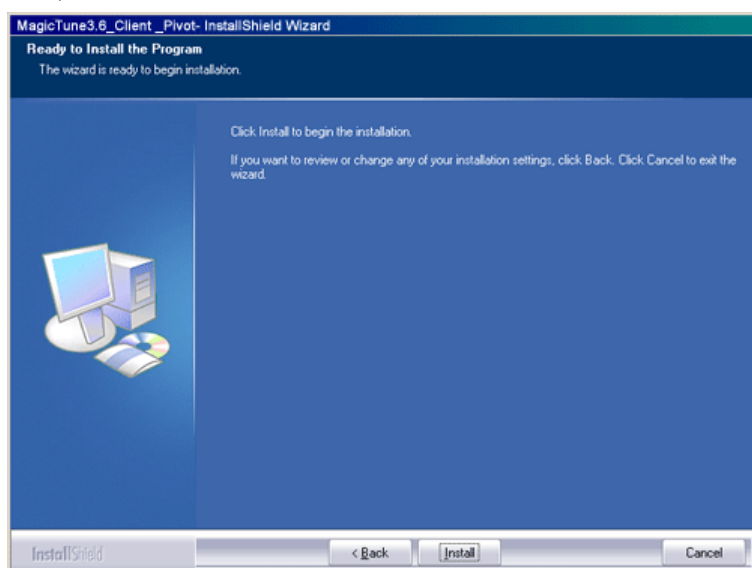 MagicTune3.6_Client _Pivot- InstallShield Wizard
Ready to Install the Program
The wizard is ready to begin installation.
Click Install to begin the installation.
If you want to review or change any of your installation settings, click Back. Click Cancel to exit the
wizard.
InstallShield
< Back
Install
Cancel